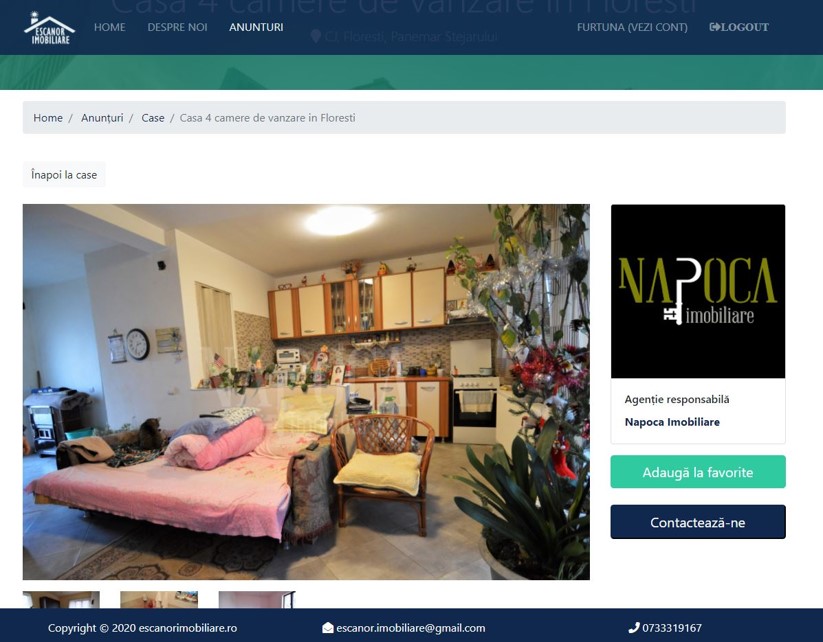 Casa 4 camere de vanzare in Floresti
ESCANOR
IMOBILIARE
HOME
DESPRE NOI
ANUNTURI
CJ, Floresti, Panemar Stejarului
FURTUNA (VEZI CONT)
LOGOUT
Home / Anunțuri / Case / Casa 4 camere de vanzare in Floresti
Înapoi la case
NAPOCA
imobiliare
Agenție responsabilă
Napoca Imobiliare
Adaugă la favorite
Contactează-ne
Copyright © 2020 escanorimobiliare.ro
escanor.imobiliare@gmail.com
0733319167